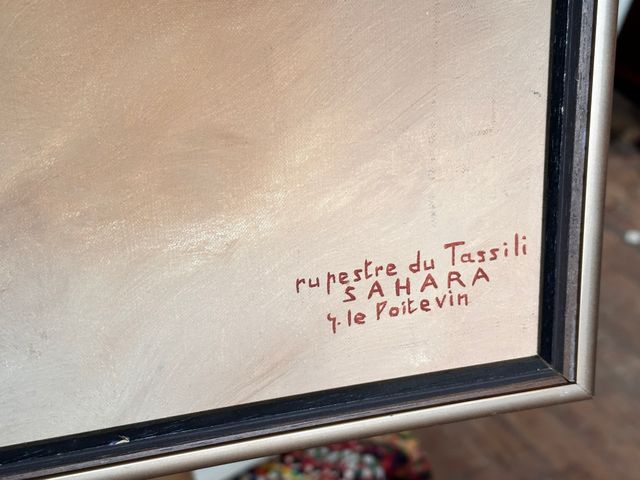 rupestre du Tassili
SAHARA
y. le Poitevin